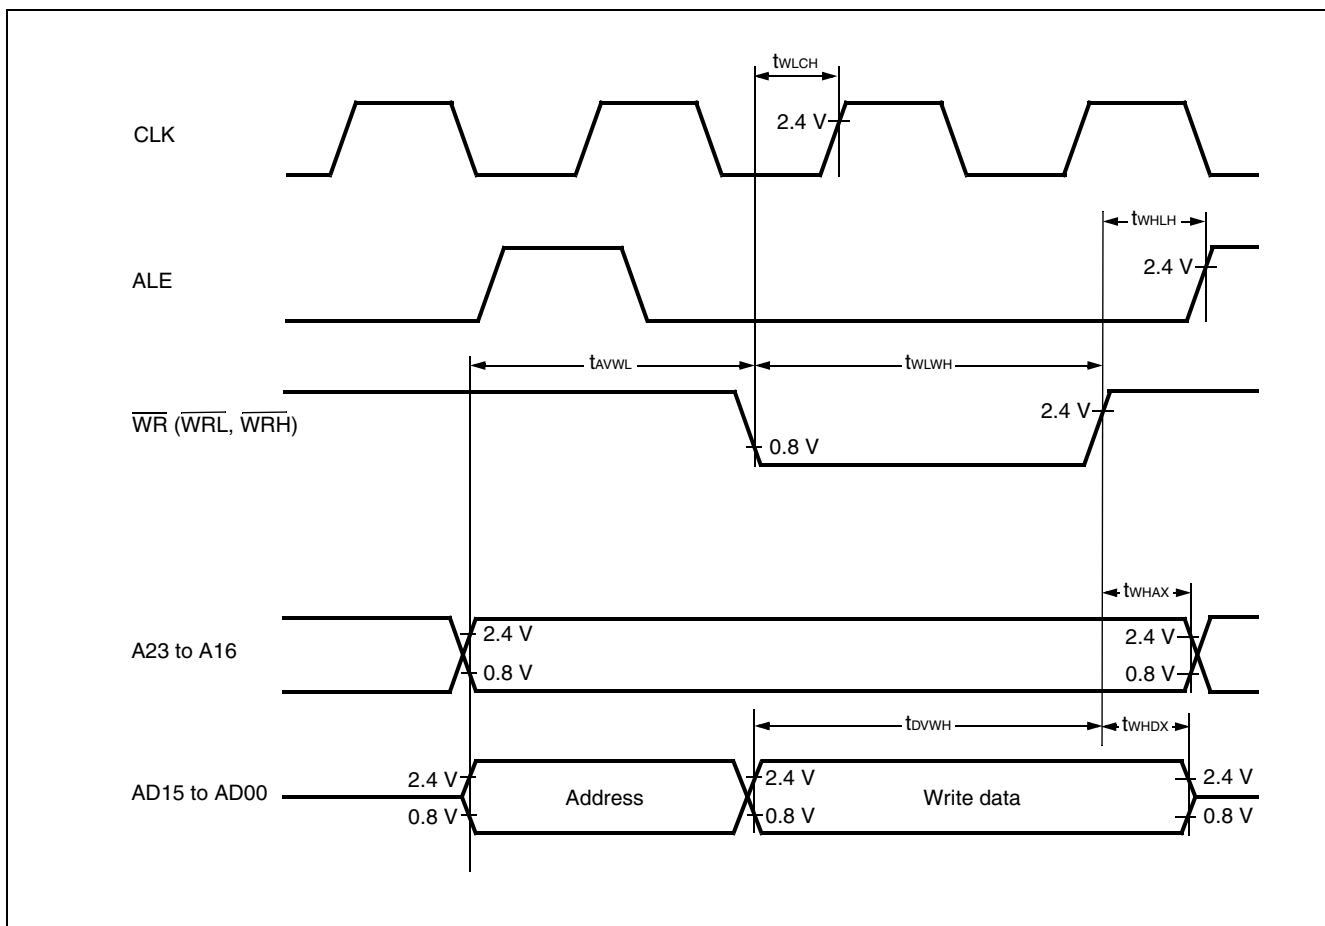 tWLCH
CLK
2.4 V
tWHLH
ALE
2.4 V
tAVWL
tWLWH
WR (WRL, WRH)
2.4 V
0.8 V
tWHAX
A23 to A16
2.4 V
0.8 V
2.4 V
0.8 V
tDVWH
tWHDX
AD15 to AD00
2.4 V
0.8 V
Address
2.4 V
0.8 V
Write data
2.4 V
0.8 V